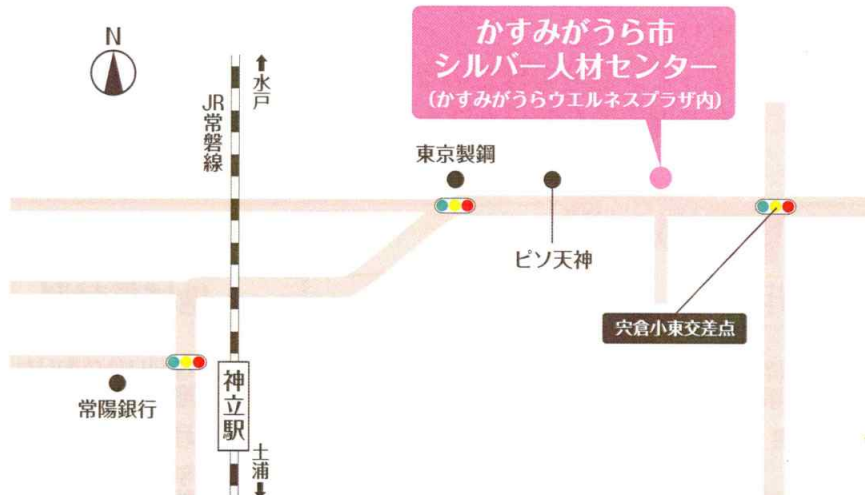 N
JR常磐線
↑水戸
かすみがうら市
シルバー人材センター
(かすみがうらウエルネスプラザ内)
東京製鋼
ピソ天神
宍倉小東交差点
常陽銀行
神立駅
土浦↓